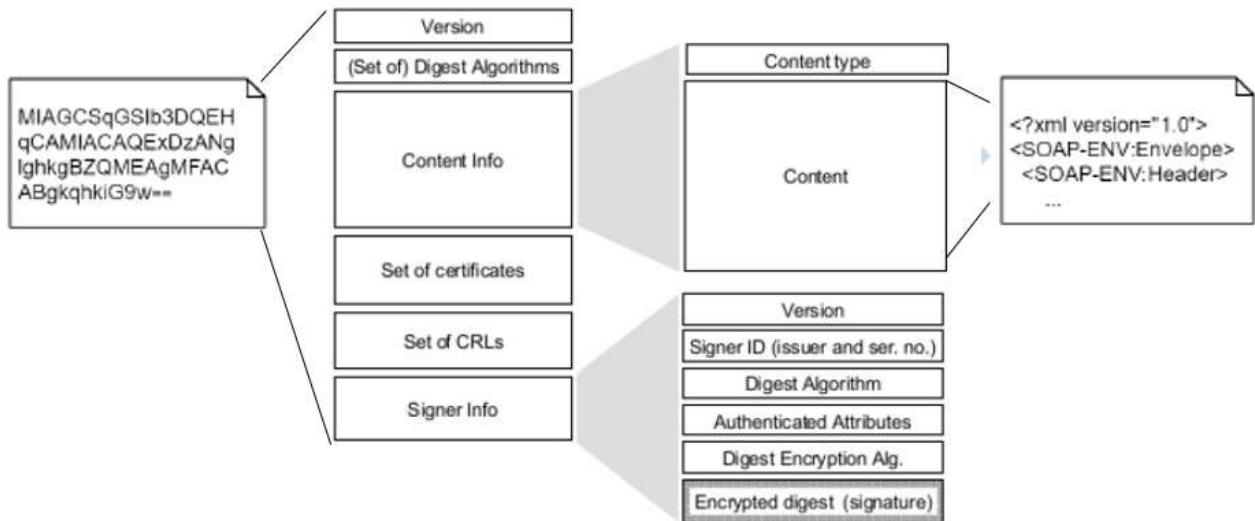 MIAGCSqGSIb3DQEH
qCAMIACAQExDzANg
lghkgBZQMEAgMFAC
ABgkqhkiG9w==
Version
(Set of) Digest Algorithms
Content Info
Set of certificates
Set of CRLs
Signer Info
Content type
Content
<?xml version="1.0">
<SOAP-ENV:Envelope>
<SOAP-ENV:Header>
...
Version
Signer ID (issuer and ser. no.)
Digest Algorithm
Authenticated Attributes
Digest Encryption Alg.
Encrypted digest (signature)